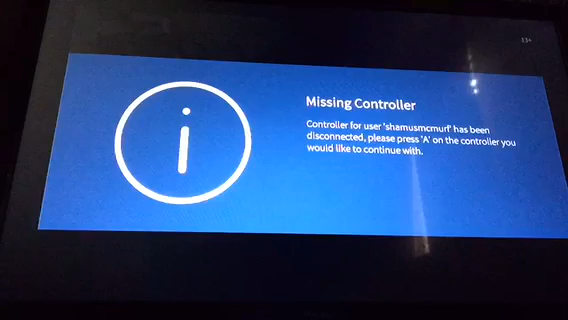 13+
Missing Controller
Controller for user 'shamusmcmurf' has been
disconnected, please press 'A' on the controller you
would like to continue with.